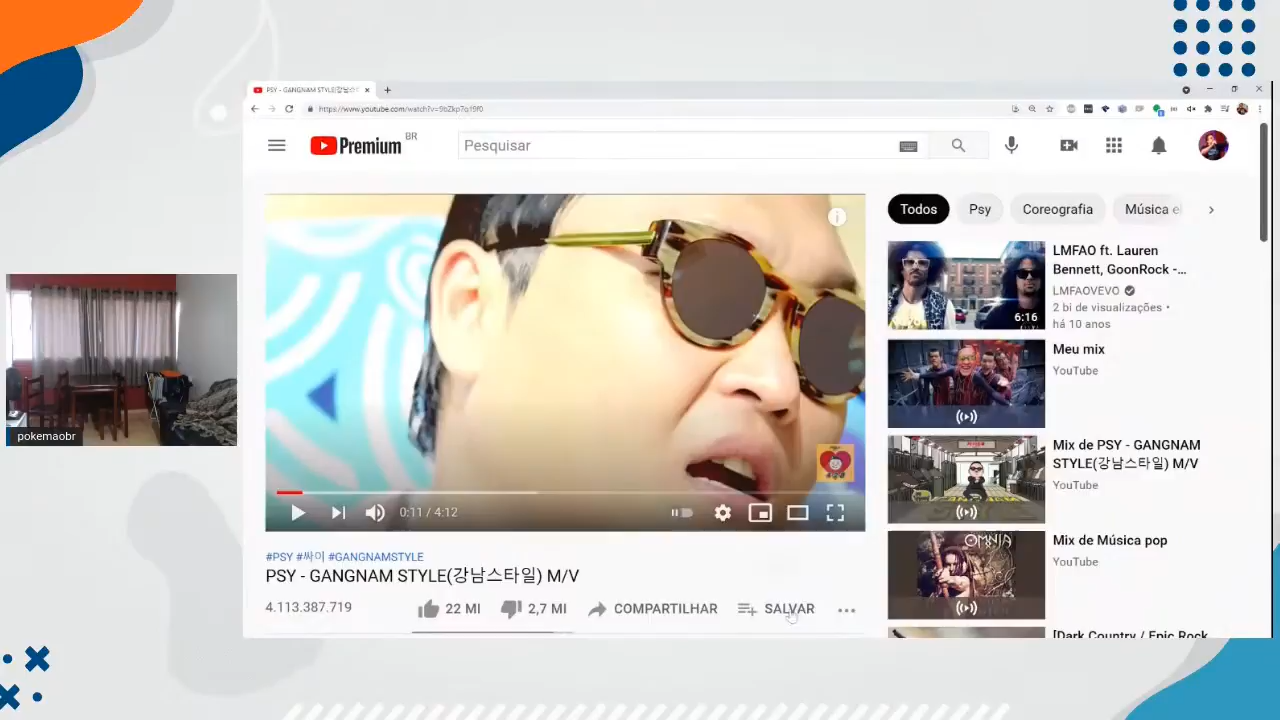 PSY - GANGNAM STYLE(강남스타일)
https://www.youtube.com/watch?v=9bZkp7q19f0
Premium BR
Pesquisar
Todos
Psy
Coreografia
Música e
LMFAO ft. Lauren
Bennett, GoonRock -...
LMFAOVEVO
2 bi de visualizações •
há 10 anos
6:16
Meu mix
YouTube
Mix de PSY - GANGNAM
STYLE(강남스타일) M/V
YouTube
OMNIA
Mix de Música pop
YouTube
[Dark Country / Epic Rock
0:11 / 4:12
#PSY #싸이 #GANGNAMSTYLE
PSY - GANGNAM STYLE(강남스타일) M/V
4.113.387.719
22 MI
2,7 MI
COMPARTILHAR
SALVAR
pokemaobr